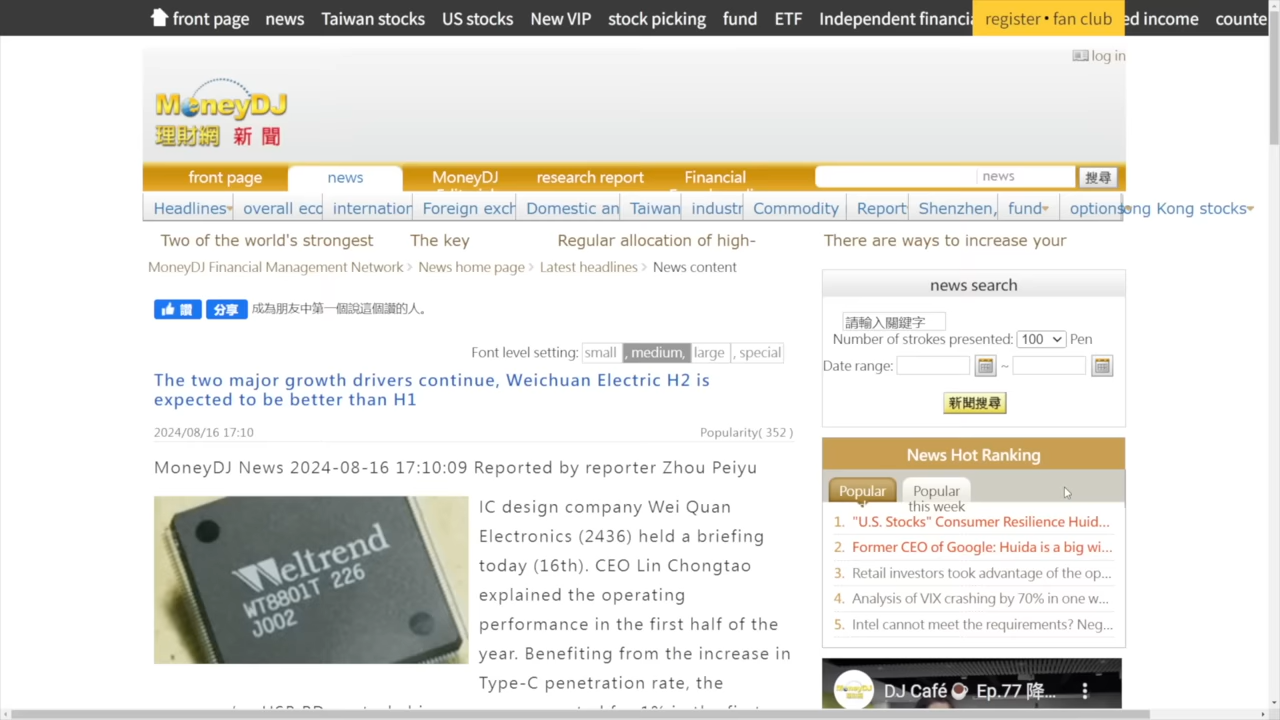 front page news Taiwan stocks US stocks New VIP stock picking fund ETF Independent financia register • fan club ed income counte
log in
MoneyDJ
理財網 新聞
front page news MoneyDJ research report Financial news 搜尋
Headlines overall eco internation Foreign exch Domestic an Taiwan industr Commodity Report Shenzhen, fund options ong Kong stocks
Two of the world's strongest The key Regular allocation of high- There are ways to increase your
MoneyDJ Financial Management Network > News home page > Latest headlines > News content
讚 分享 成為朋友中第一個說這個讚的人。
Font level setting: small , medium, large , special
The two major growth drivers continue, Weichuan Electric H2 is
expected to be better than H1
2024/08/16 17:10 Popularity( 352 )
MoneyDJ News 2024-08-16 17:10:09 Reported by reporter Zhou Peiyu
Weltrend
WT8801T 226
J002
IC design company Wei Quan
Electronics (2436) held a briefing
today (16th). CEO Lin Chongtao
explained the operating
performance in the first half of the
year. Benefiting from the increase in
Type-C penetration rate, the
news search
請輸入關鍵字
Number of strokes presented: 100 Pen
Date range: ~
新聞搜尋
News Hot Ranking
Popular Popular
this week
1. "U.S. Stocks" Consumer Resilience Huid...
2. Former CEO of Google: Huida is a big wi...
3. Retail investors took advantage of the op...
4. Analysis of VIX crashing by 70% in one w...
5. Intel cannot meet the requirements? Neg...
MoneyDJ
DJ Café Ep.77 降...